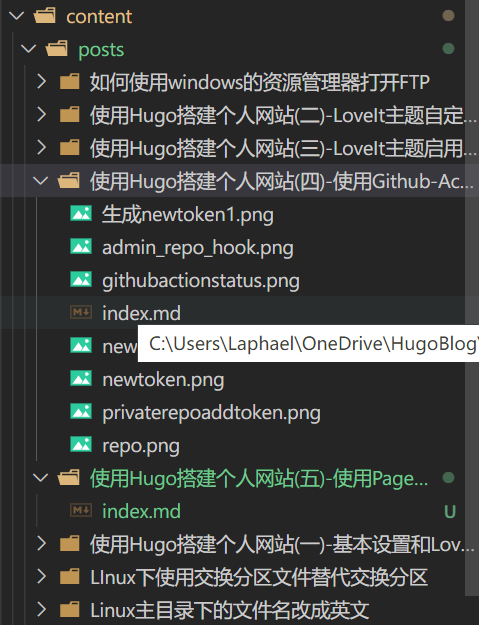 content
posts
如何使用windows的资源管理器打开FTP
使用Hugo搭建个人网站(二)-LoveIt主题自定...
使用Hugo搭建个人网站(三)-LoveIt主题启用...
使用Hugo搭建个人网站(四)-使用Github-Ac...
生成newtoken1.png
admin_repo_hook.png
githubactionstatus.png
index.md
new
C:\Users\Laphael\OneDrive\HugoBlog\
newtoken.png
privaterepoaddtoken.png
repo.png
使用Hugo搭建个人网站(五)-使用Page...
index.md U
使用Hugo搭建个人网站(一)-基本设置和Lov...
LInux下使用交换分区文件替代交换分区
Linux主目录下的文件名改成英文